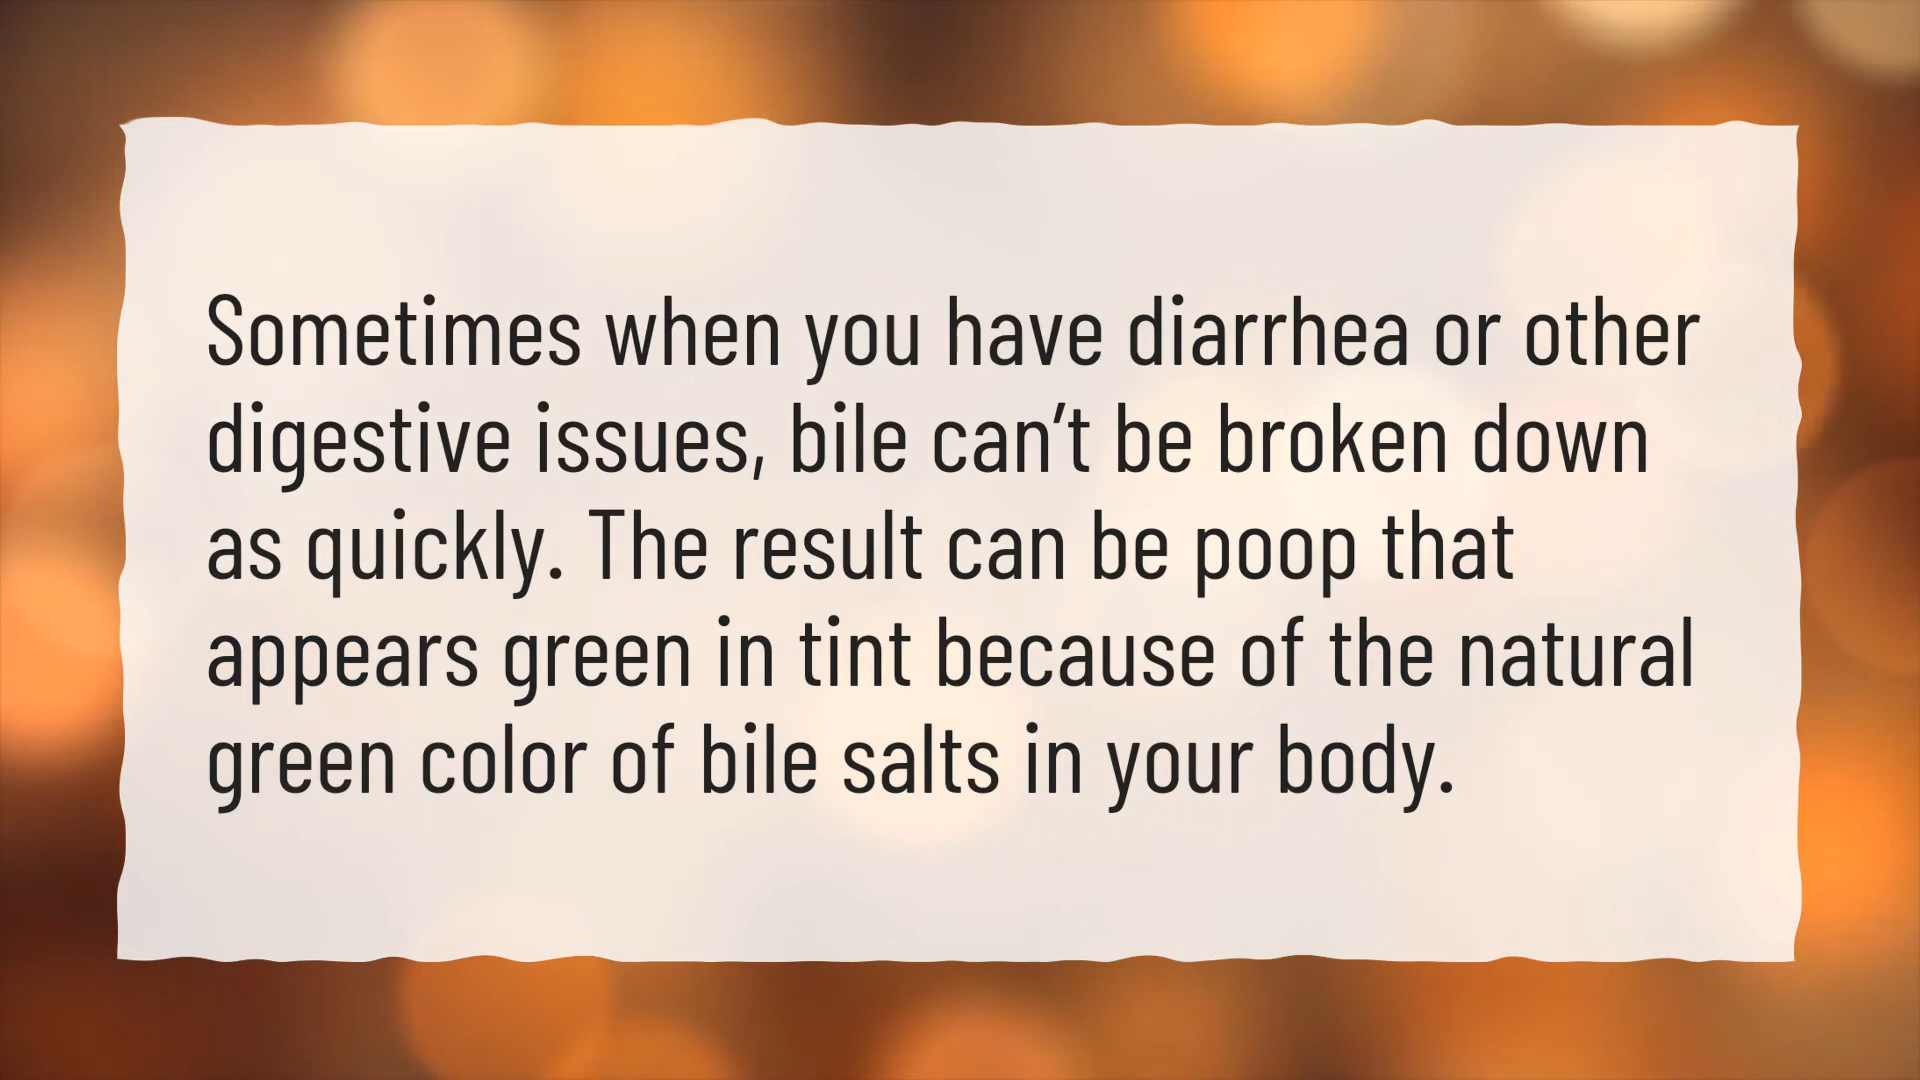 Sometimes when you have diarrhea or other
digestive issues, bile can’t be broken down
as quickly. The result can be poop that
appears green in tint because of the natural
green color of bile salts in your body.